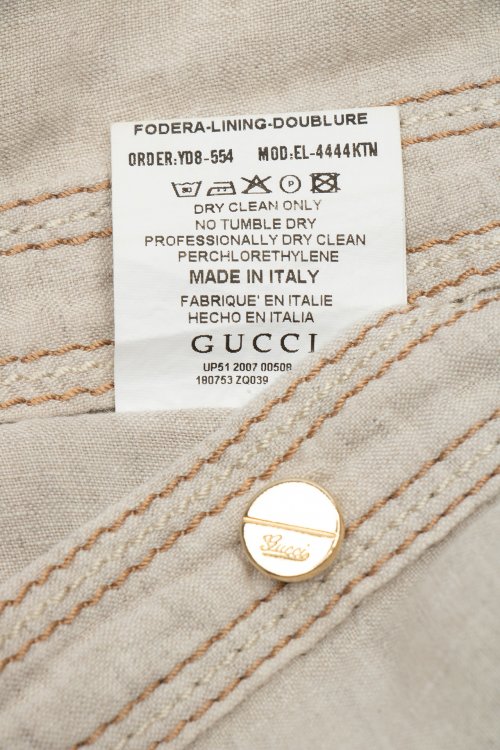 FODERA-LINING-DOUBLURE
ORDER:YD8-554 MOD:EL-4444KTN
DRY CLEAN ONLY
NO TUMBLE DRY
PROFESSIONALLY DRY CLEAN
PERCHLORETHYLENE
MADE IN ITALY
FABRIQUE' EN ITALIE
HECHO EN ITALIA
GUCCI
UP51 2007 00508
180753 ZQ039
Gucci